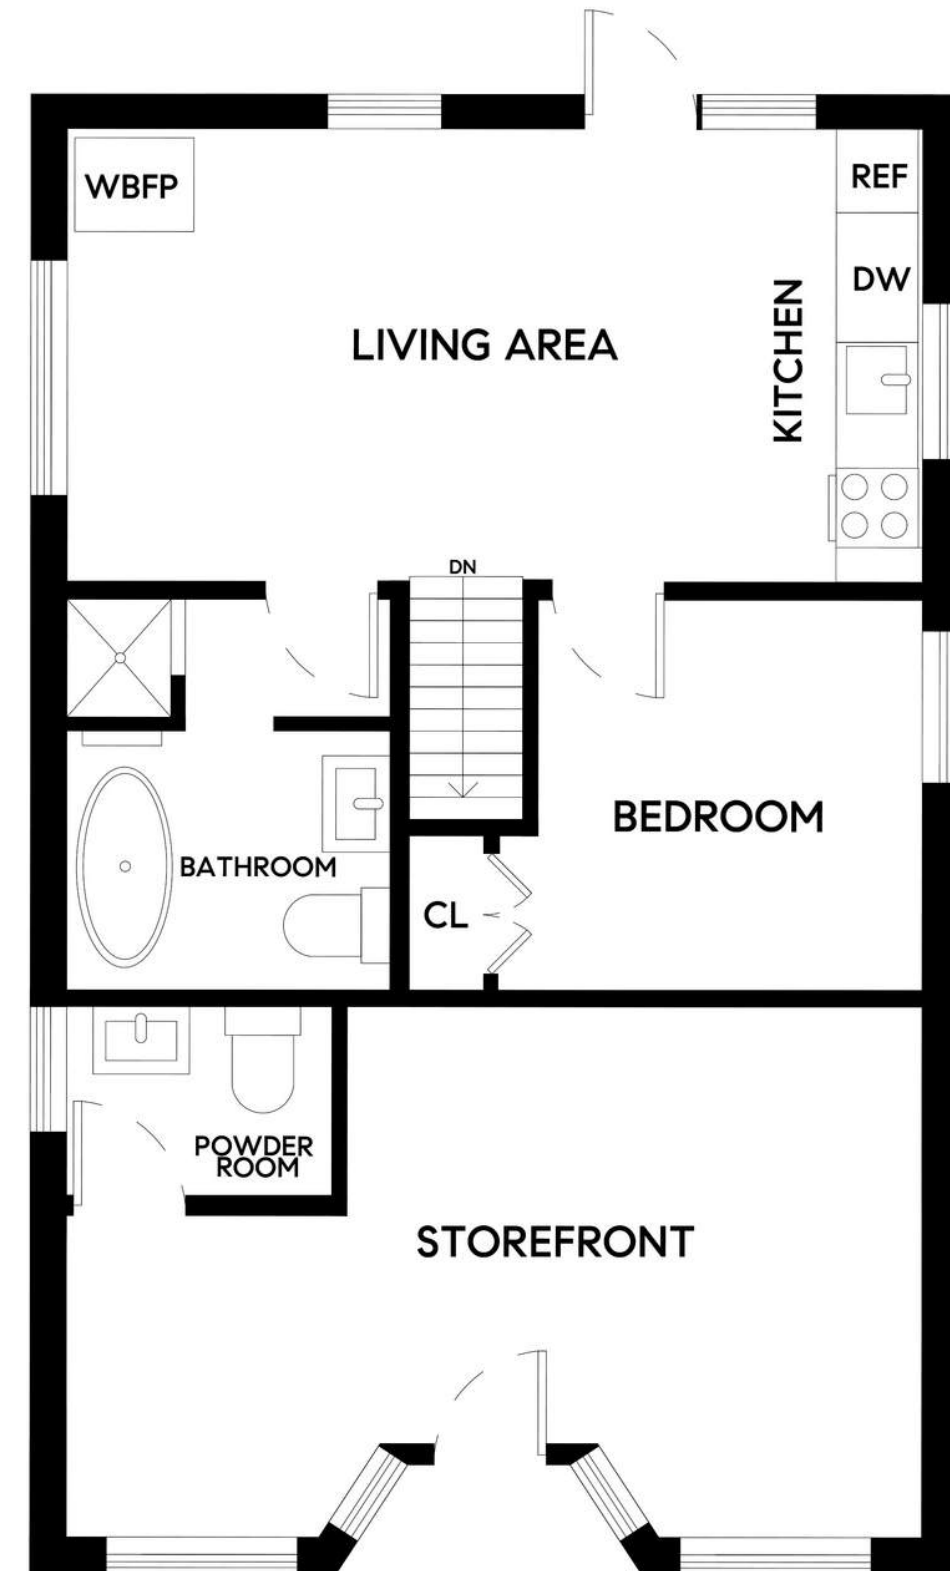 WBFP
REF
DW
KITCHEN
LIVING AREA
DN
BEDROOM
BATHROOM
CL
POWDER
ROOM
STOREFRONT